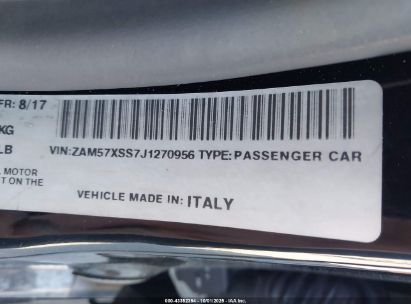 FR: 8/17
KG
LB
VIN:ZAM57XSS7J1270956 TYPE:PASSENGER CAR
MOTOR
T ON THE
VEHICLE MADE IN: ITALY